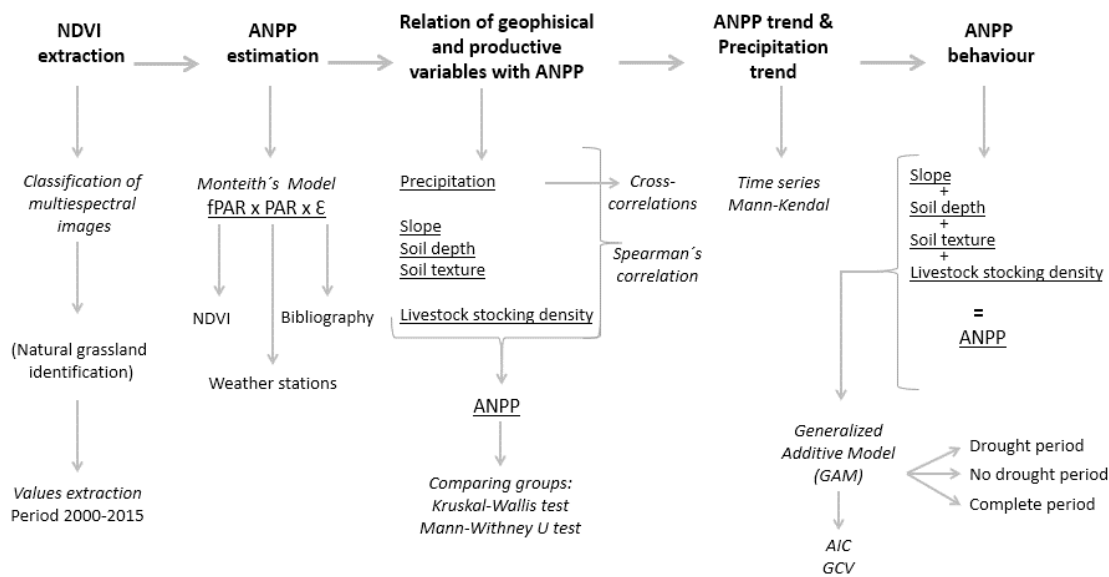 NDVI
extraction
ANPP
estimation
Relation of geophisical
and productive
variables with ANPP
ANPP trend &
Precipitation
trend
ANPP
behaviour
Classification of
multiespectral
images
(Natural grassland
identification)
Values extraction
Period 2000-2015
Monteith´s Model
fPAR x PAR x Ɛ
NDVI
Bibliography
Weather stations
Precipitation
Slope
Soil depth
Soil texture
Livestock stocking density
Cross-
correlations
Spearman´s
correlation
ANPP
Comparing groups:
Kruskal-Wallis test
Mann-Withney U test
Time series
Mann-Kendal
Slope
+
Soil depth
+
Soil texture
+
Livestock stocking density
=
ANPP
Generalized
Additive Model
(GAM)
Drought period
No drought period
Complete period
AIC
GCV